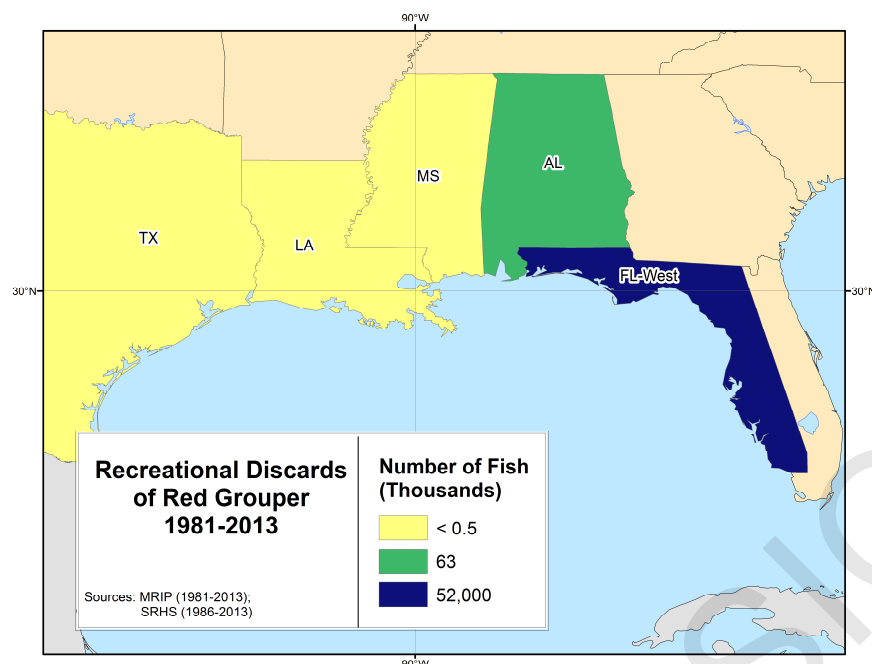 90°W
MS
AL
TX
LA
FL-West
30°N
30°N
Recreational Discards
of Red Grouper
1981-2013
Sources: MRIP (1981-2013);
SRHS (1986-2013)
Number of Fish
(Thousands)
< 0.5
63
52,000
90°W